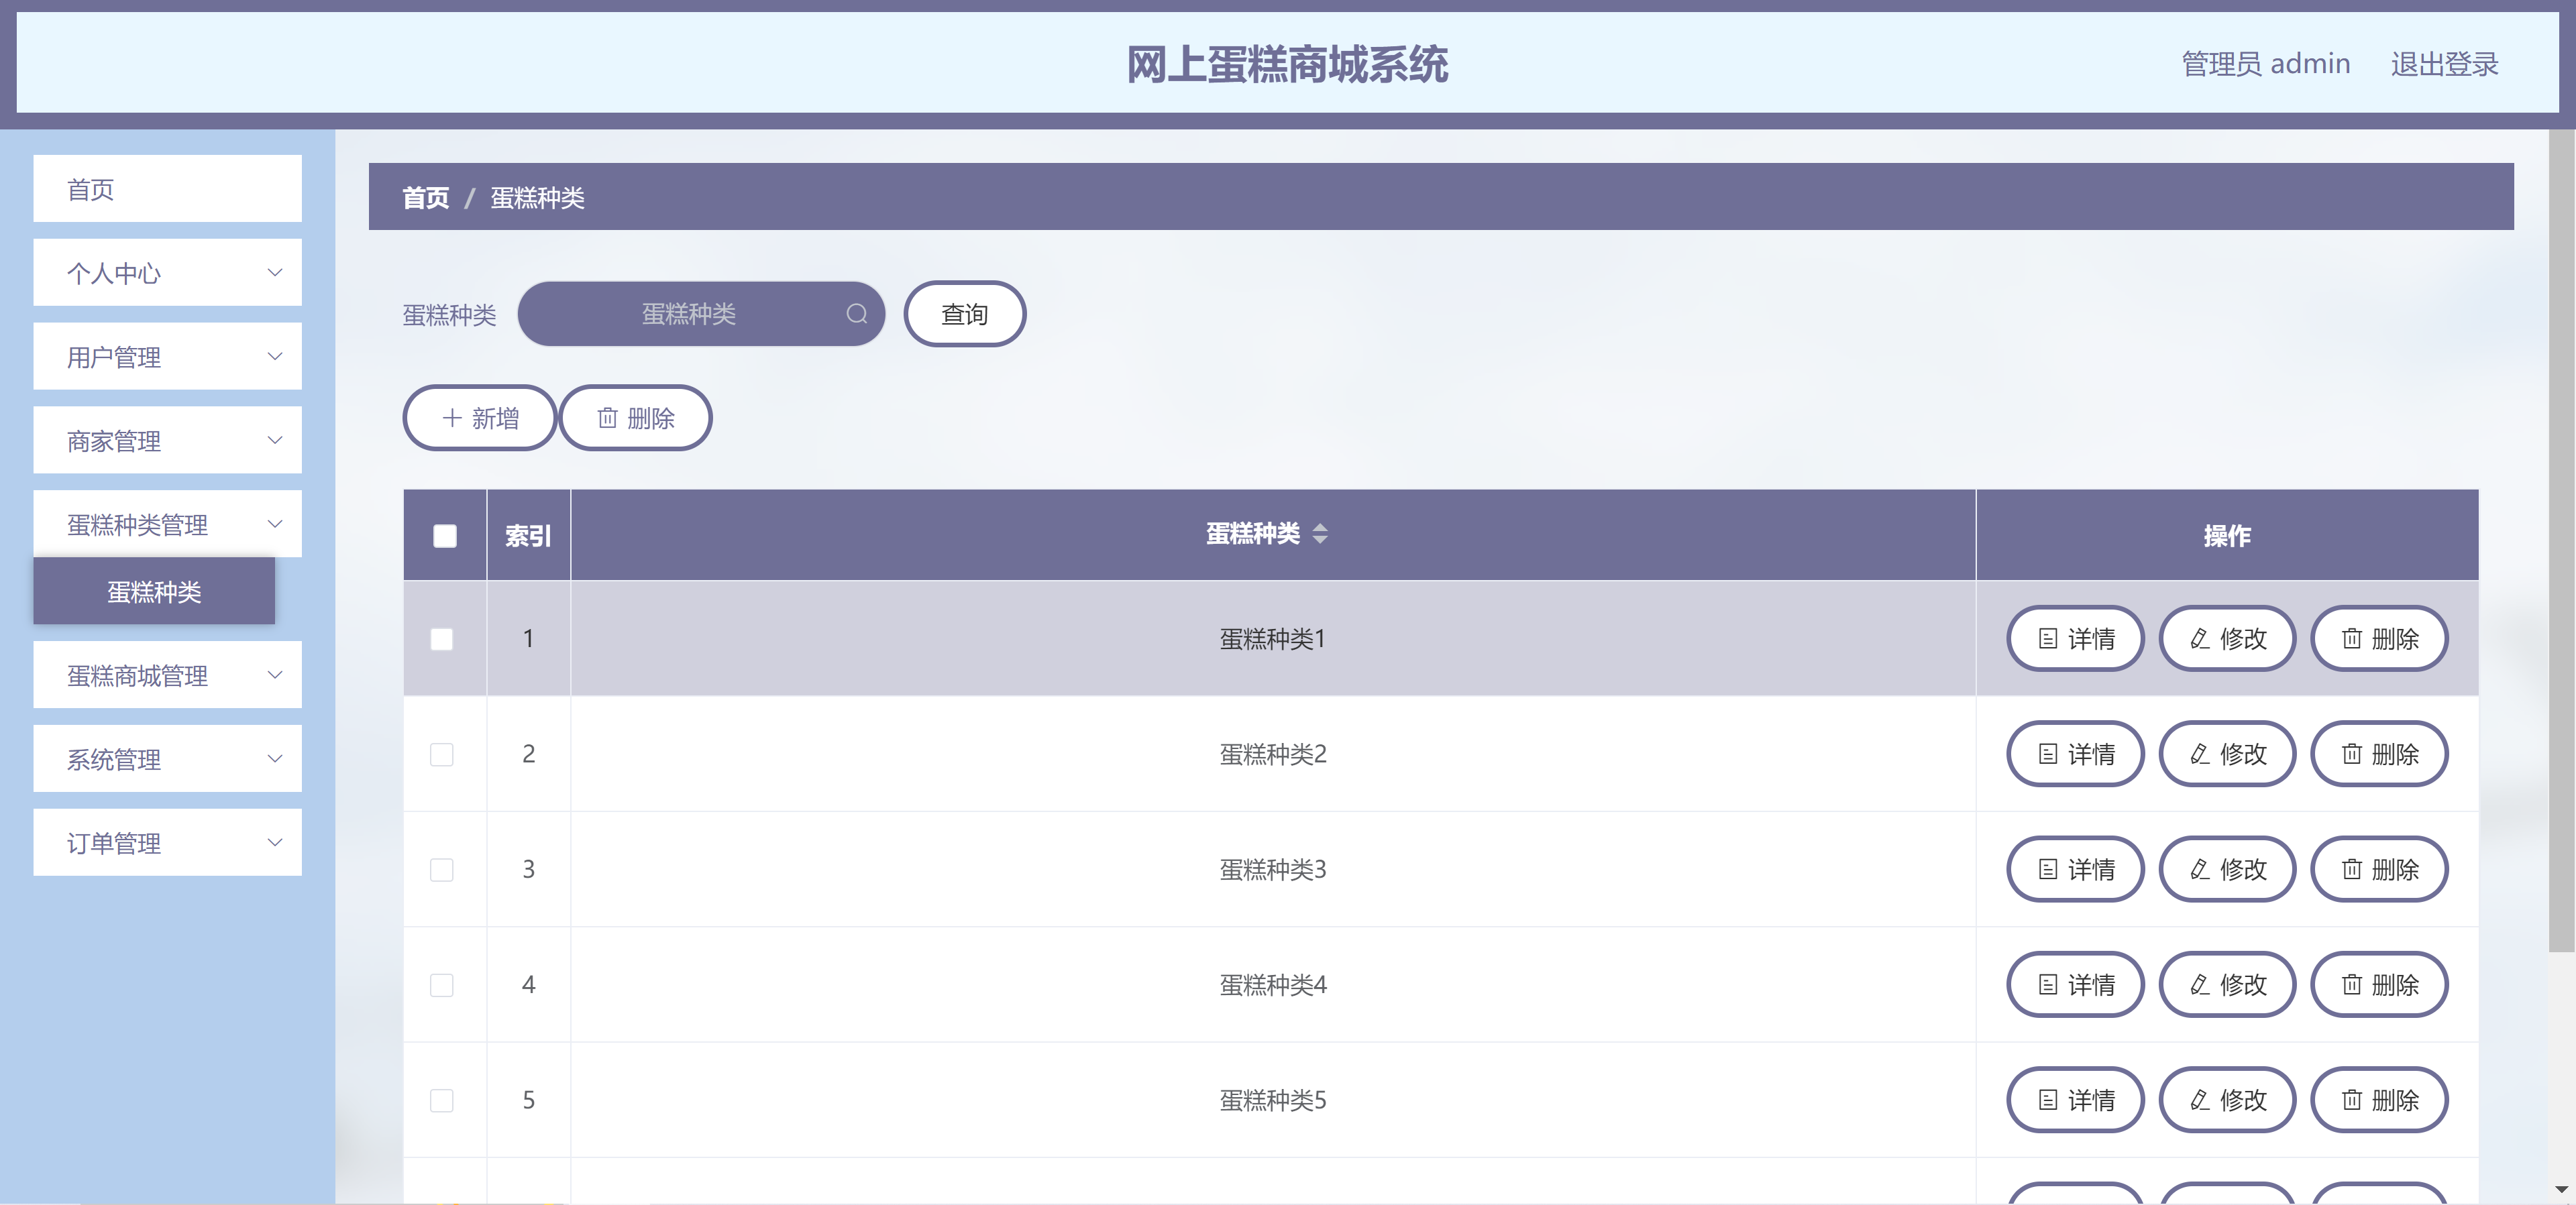 网上蛋糕商城系统
管理员 admin 退出登录
首页
个人中心
用户管理
商家管理
蛋糕种类管理
蛋糕种类
蛋糕商城管理
系统管理
订单管理
首页 / 蛋糕种类
蛋糕种类 蛋糕种类 查询
新增 删除
索引 蛋糕种类 操作
1 蛋糕种类1 详情 修改 删除
2 蛋糕种类2 详情 修改 删除
3 蛋糕种类3 详情 修改 删除
4 蛋糕种类4 详情 修改 删除
5 蛋糕种类5 详情 修改 删除